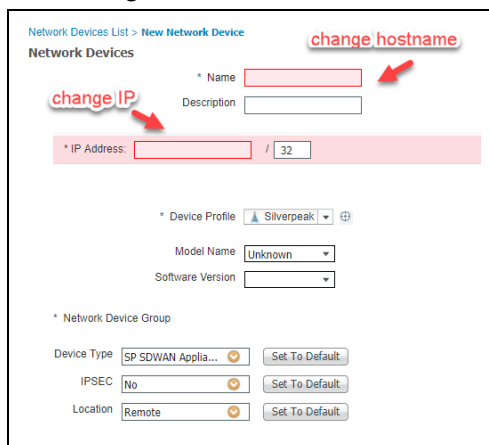 Network Devices List > New Network Device
change hostname
Network Devices
* Name
change IP
Description
* IP Address: / 32
* Device Profile Silverpeak
Model Name Unknown
Software Version
* Network Device Group
Device Type SP SDWAN Applia... Set To Default
IPSEC No Set To Default
Location Remote Set To Default